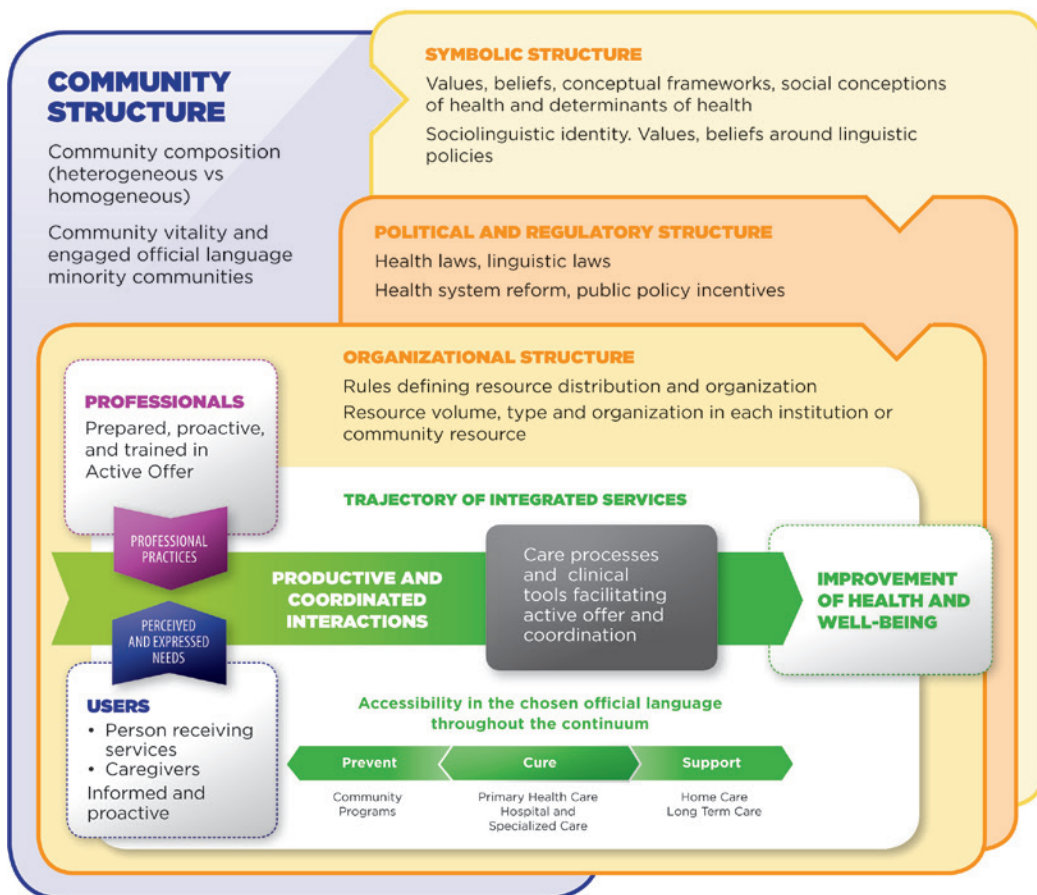 COMMUNITY
STRUCTURE
Community composition
(heterogeneous vs
homogeneous)
Community vitality and
engaged official language
minority communities
SYMBOLIC STRUCTURE
Values, beliefs, conceptual frameworks, social conceptions
of health and determinants of health
Sociolinguistic identity. Values, beliefs around linguistic
policies
POLITICAL AND REGULATORY STRUCTURE
Health laws, linguistic laws
Health system reform, public policy incentives
ORGANIZATIONAL STRUCTURE
Rules defining resource distribution and organization
Resource volume, type and organization in each institution or
community resource
PROFESSIONALS
Prepared, proactive,
and trained in
Active Offer
PROFESSIONAL
PRACTICES
PERCEIVED
AND EXPRESSED
NEEDS
USERS
• Person receiving
services
• Caregivers
Informed and
proactive
TRAJECTORY OF INTEGRATED SERVICES
PRODUCTIVE AND
COORDINATED
INTERACTIONS
Care processes
and clinical
tools facilitating
active offer and
coordination
IMPROVEMENT
OF HEALTH AND
WELL-BEING
Accessibility in the chosen official language
throughout the continuum
Prevent
Community
Programs
Cure
Primary Health Care
Hospital and
Specialized Care
Support
Home Care
Long Term Care